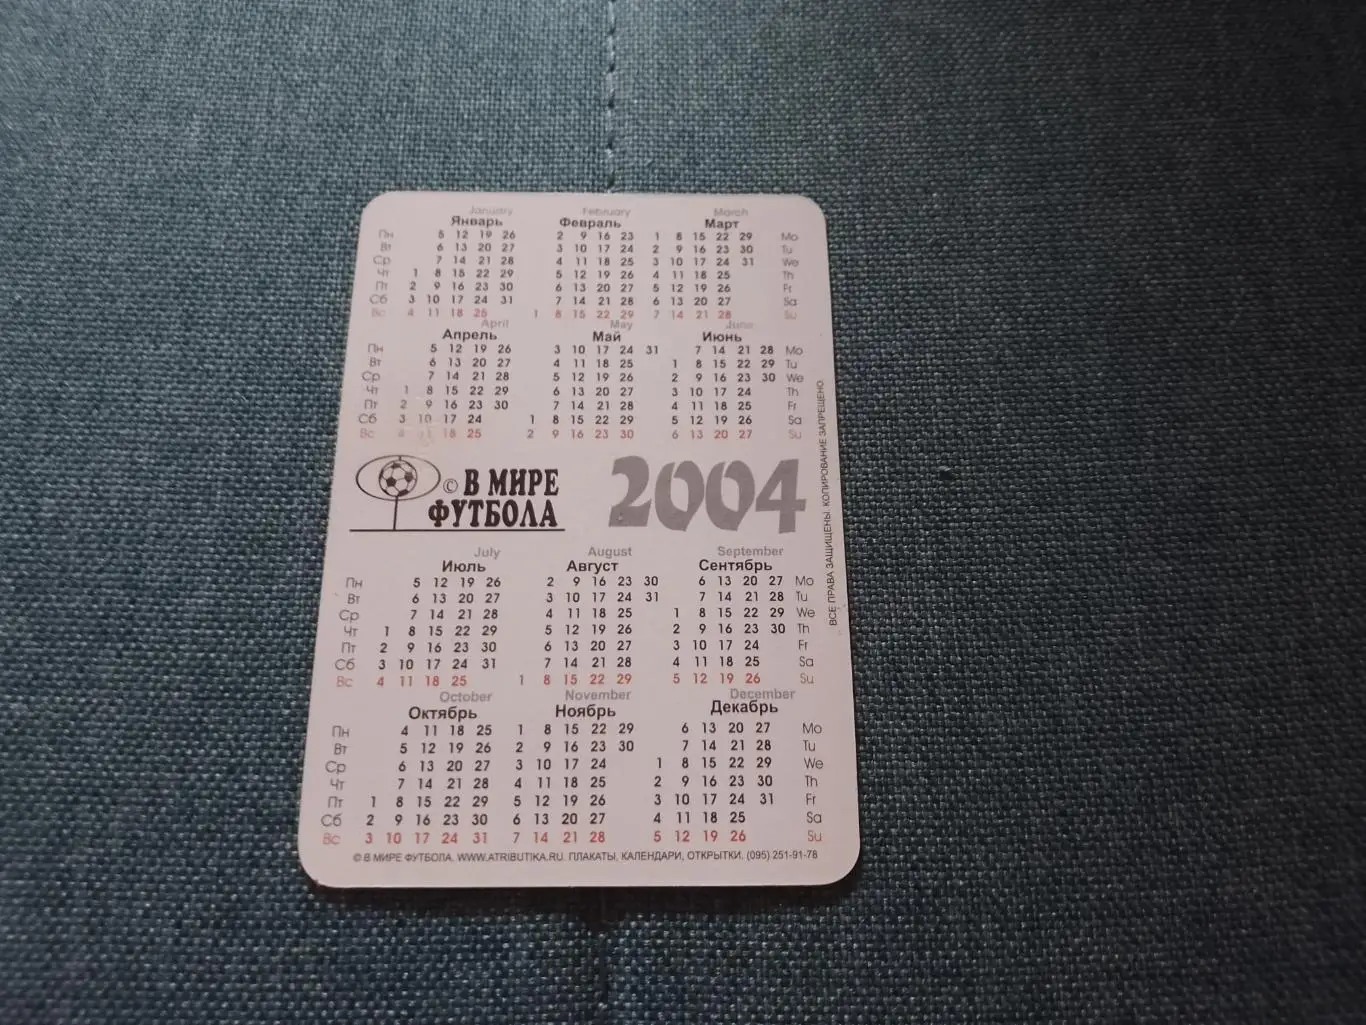 January February March
Январь Февраль Март
Пн 5 12 19 26 2 9 16 23 1 8 15 22 29 Mo
Вт 6 13 20 27 3 10 17 24 2 9 16 23 30 Tu
Ср 7 14 21 28 4 11 18 25 3 10 17 24 31 We
Чт 1 8 15 22 29 5 12 19 26 4 11 18 25 Th
Пт 2 9 16 23 30 6 13 20 27 5 12 19 26 Fr
Сб 3 10 17 24 31 7 14 21 28 6 13 20 27 Sa
Вс 4 11 18 25 1 8 15 22 29 7 14 21 28 Su
April May June
Апрель Май Июнь
Пн 5 12 19 26 3 10 17 24 31 7 14 21 28 Mo
Вт 6 13 20 27 4 11 18 25 1 8 15 22 29 Tu
Ср 7 14 21 28 5 12 19 26 2 9 16 23 30 We
Чт 1 8 15 22 29 6 13 20 27 3 10 17 24 Th
Пт 2 9 16 23 30 7 14 21 28 4 11 18 25 Fr
Сб 3 10 17 24 1 8 15 22 29 5 12 19 26 Sa
Вс 4 11 18 25 2 9 16 23 30 6 13 20 27 Su
© В МИРЕ
ФУТБОЛА
2004
ВСЕ ПРАВА ЗАЩИЩЕНЫ. КОПИРОВАНИЕ ЗАПРЕЩЕНО.
July August September
Июль Август Сентябрь
Пн 5 12 19 26 2 9 16 23 30 6 13 20 27 Mo
Вт 6 13 20 27 3 10 17 24 31 7 14 21 28 Tu
Ср 7 14 21 28 4 11 18 25 1 8 15 22 29 We
Чт 1 8 15 22 29 5 12 19 26 2 9 16 23 30 Th
Пт 2 9 16 23 30 6 13 20 27 3 10 17 24 Fr
Сб 3 10 17 24 31 7 14 21 28 4 11 18 25 Sa
Вс 4 11 18 25 1 8 15 22 29 5 12 19 26 Su
October November December
Октябрь Ноябрь Декабрь
Пн 4 11 18 25 1 8 15 22 29 6 13 20 27 Mo
Вт 5 12 19 26 2 9 16 23 30 7 14 21 28 Tu
Ср 6 13 20 27 3 10 17 24 1 8 15 22 29 We
Чт 7 14 21 28 4 11 18 25 2 9 16 23 30 Th
Пт 1 8 15 22 29 5 12 19 26 3 10 17 24 31 Fr
Сб 2 9 16 23 30 6 13 20 27 4 11 18 25 Sa
Вс 3 10 17 24 31 7 14 21 28 5 12 19 26 Su
© В МИРЕ ФУТБОЛА. WWW.ATRIBUTIKA.RU. ПЛАКАТЫ, КАЛЕНДАРИ, ОТКРЫТКИ. (095) 251-91-78